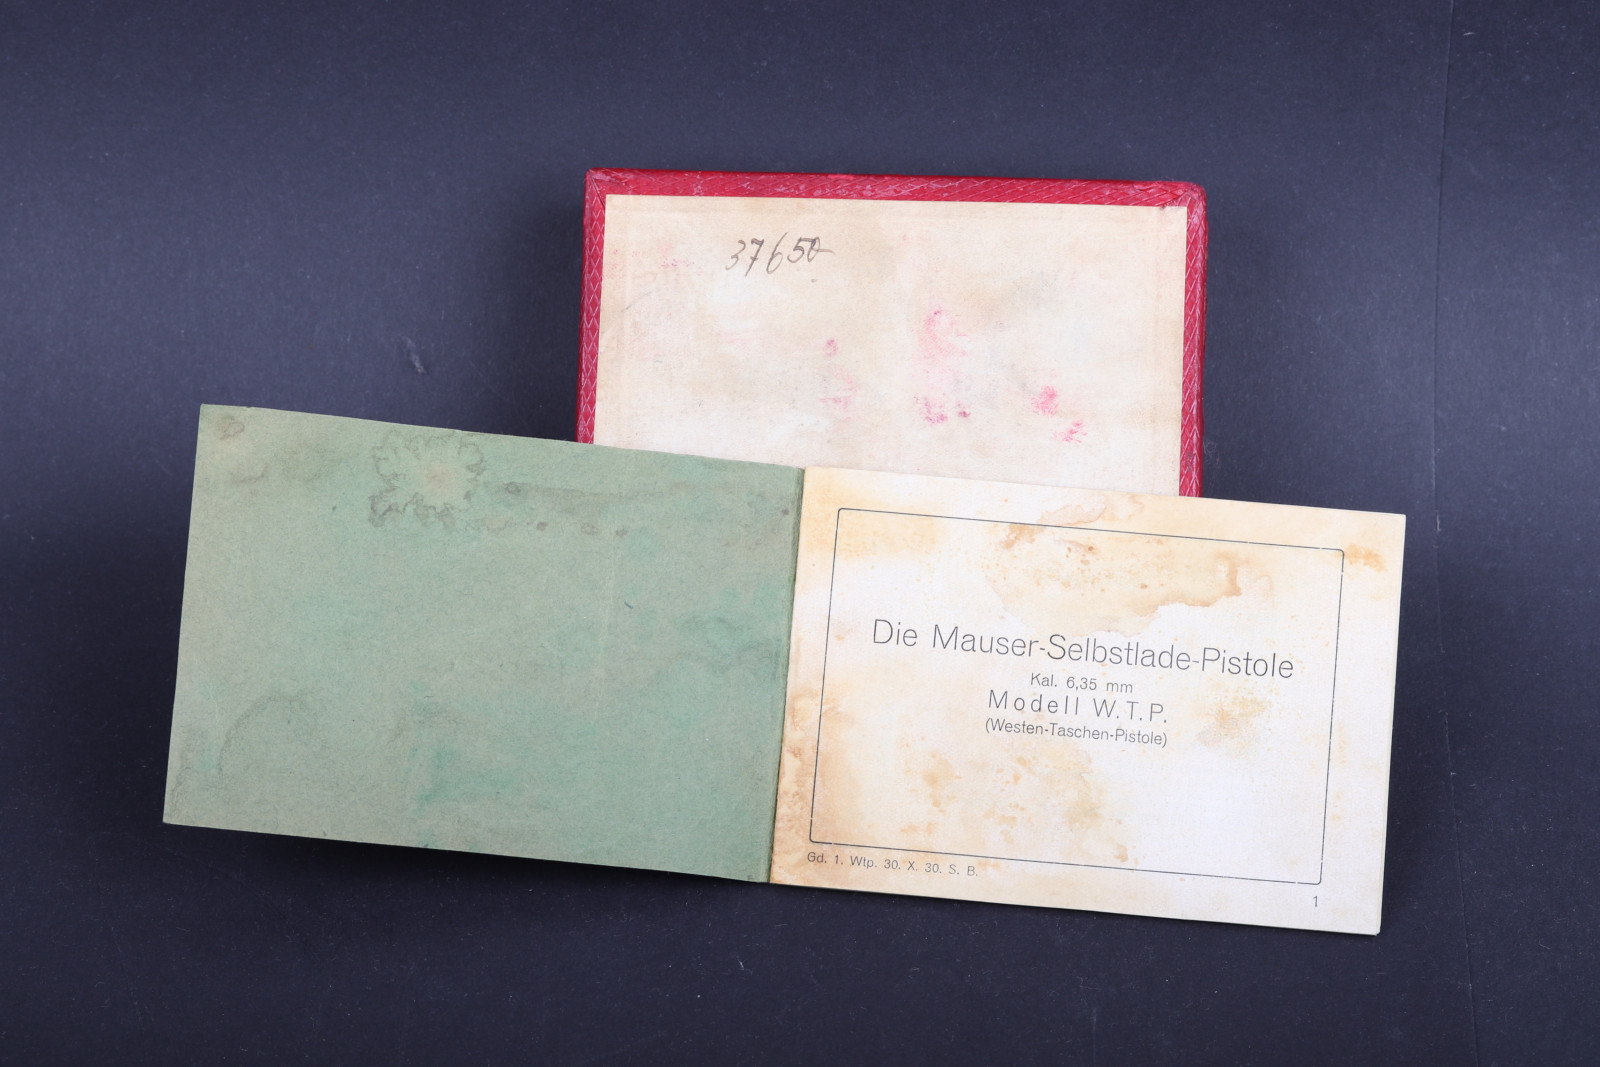 37650
Die Mauser-Selbstlade-Pistole
Kal. 6,35 mm
Modell W.T.P.
(Westen-Taschen-Pistole)
Gd. 1. Wtp. 30. X. 30. S. B.
1